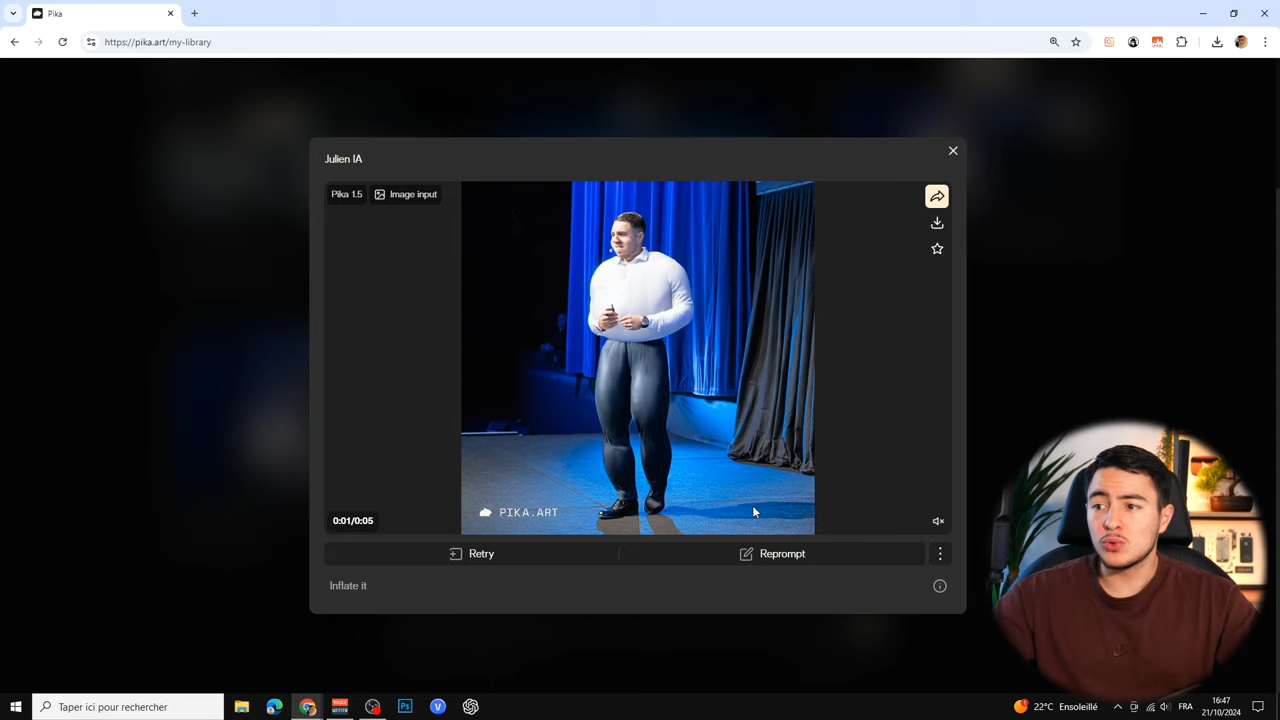 Pika
https://pika.art/my-library
Julien IA
Pika 1.5
Image input
PIKA.ART
0:01/0:05
Retry
Reprompt
Inflate it
Taper ici pour rechercher
22°C Ensoleillé
FRA
16:47
21/10/2024